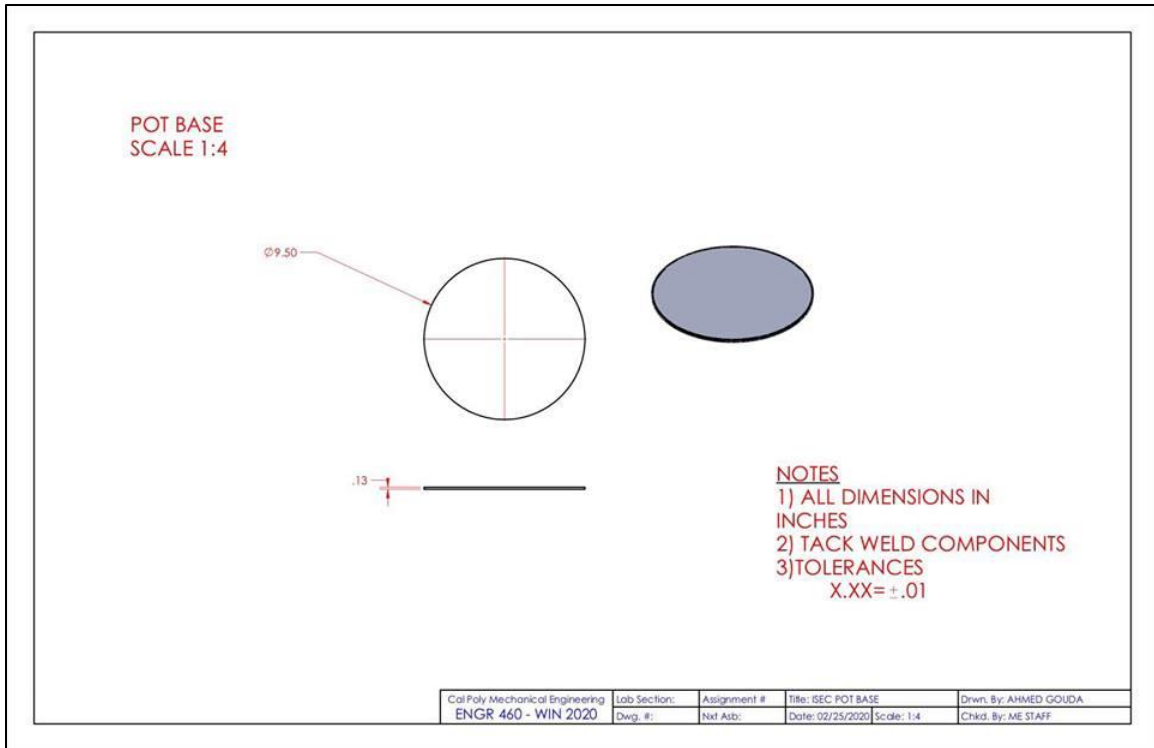 POT BASE
SCALE 1:4
Ø9.50
.13
NOTES
1) ALL DIMENSIONS IN
INCHES
2) TACK WELD COMPONENTS
3)TOLERANCES
X.XX= ±.01
Cal Poly Mechanical Engineering
ENGR 460 - WIN 2020
Lab Section:
Assignment #
Title: ISEC POT BASE
Drwn. By: AHMED GOUDA
Dwg. #:
Nxt Asb:
Date: 02/25/2020
Scale: 1:4
Chkd. By: ME STAFF